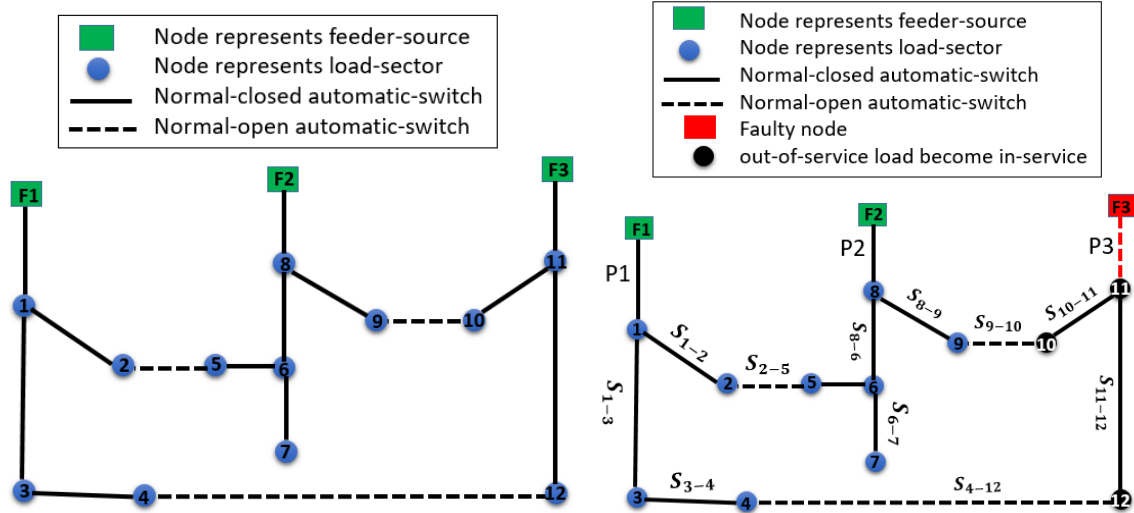 Node represents feeder-source
Node represents load-sector
Normal-closed automatic-switch
Normal-open automatic-switch
F1
F2
F3
8
11
1
9
10
2
5
6
7
3
4
12
Node represents feeder-source
Node represents load-sector
Normal-closed automatic-switch
Normal-open automatic-switch
Faulty node
out-of-service load become in-service
F3
F2
F1
P1
P2
P3
8
11
S8−9
S10−11
S9−10
1
S1−2
S8−6
9
10
S2−5
2
5
6
S1−3
S6−7
S11−12
7
S3−4
S4−12
3
4
12